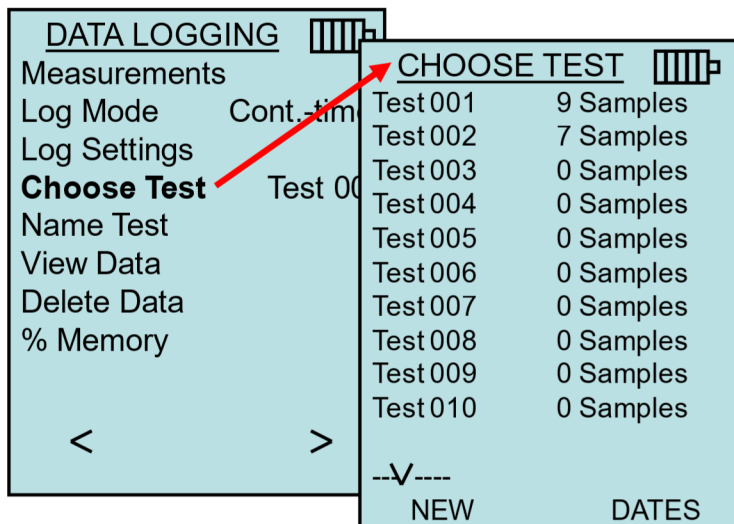 DATA LOGGING
Measurements
Log Mode Cont.-time
Log Settings
Choose Test Test 00
Name Test
View Data
Delete Data
% Memory
< >
CHOOSE TEST
Test 001 9 Samples
Test 002 7 Samples
Test 003 0 Samples
Test 004 0 Samples
Test 005 0 Samples
Test 006 0 Samples
Test 007 0 Samples
Test 008 0 Samples
Test 009 0 Samples
Test 010 0 Samples
---V----
NEW DATES